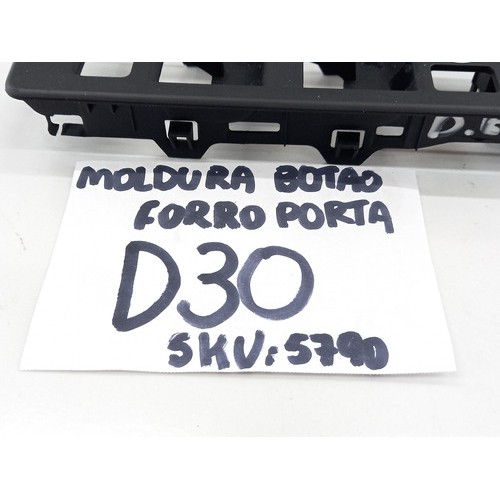 MOLDURA BOTAO
FORRO PORTA
D30
SKU: 5790